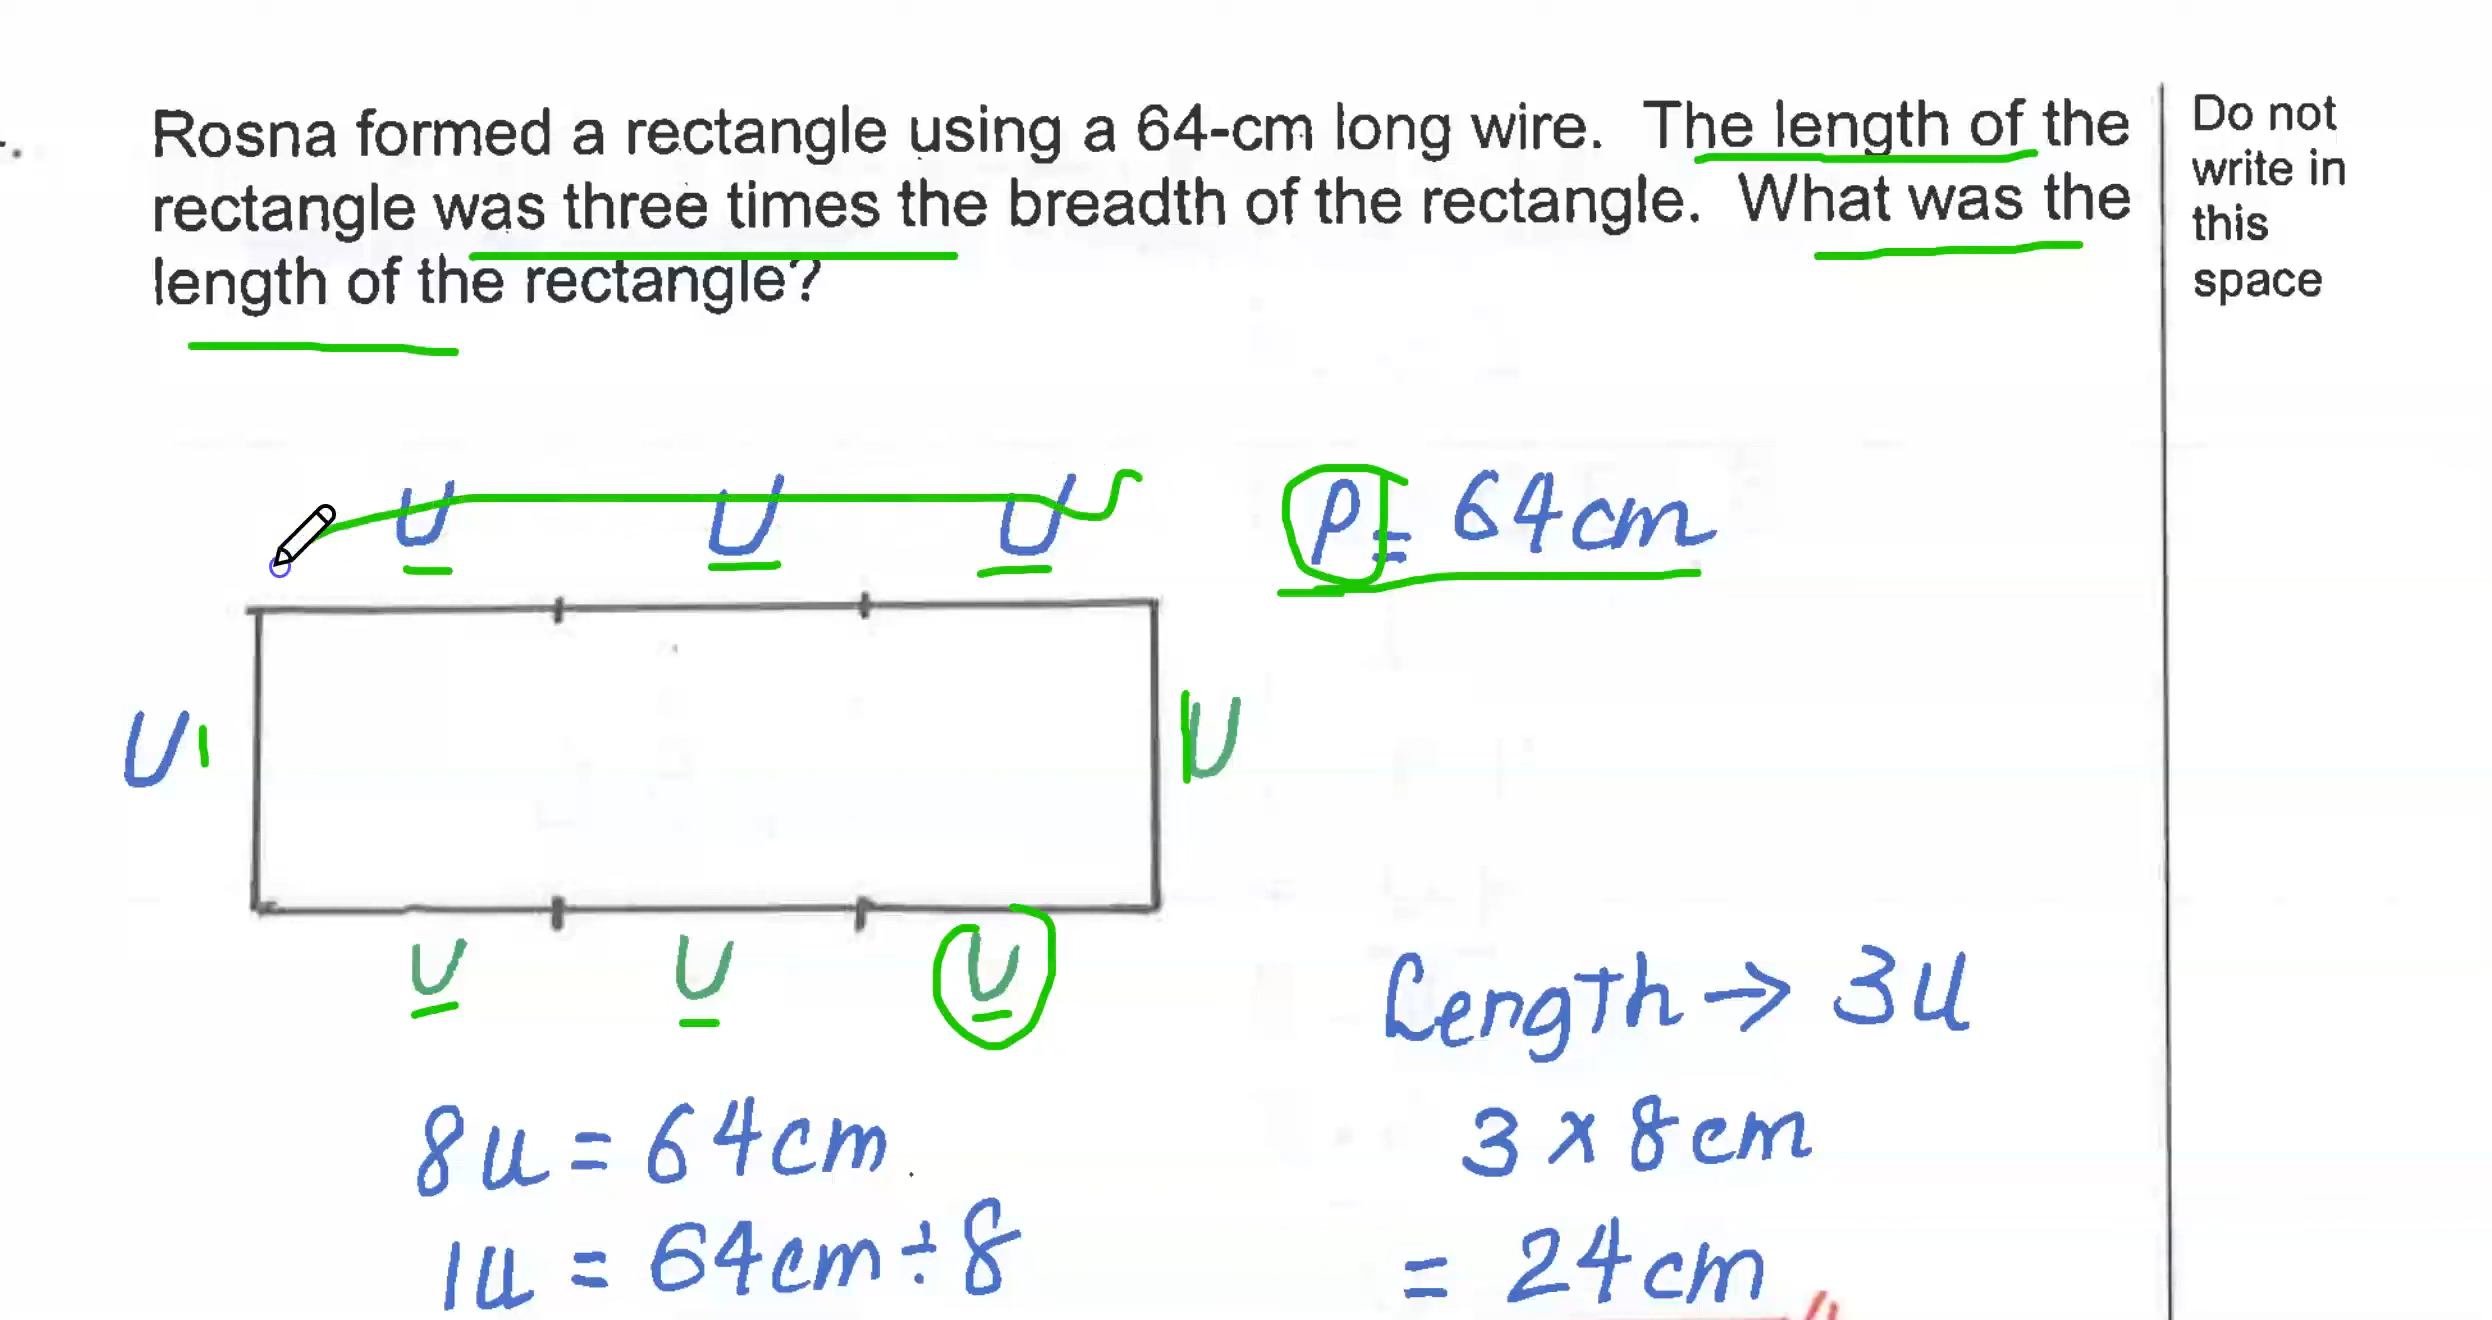 Rosna formed a rectangle using a 64-cm long wire. The length of the
rectangle was three times the breadth of the rectangle. What was the
length of the rectangle?
Do not
write in
this
space
U U U
P = 64cm
U
U
U U U
8u = 64cm
1u = 64cm ÷ 8
Length → 3u
3 × 8cm
= 24cm